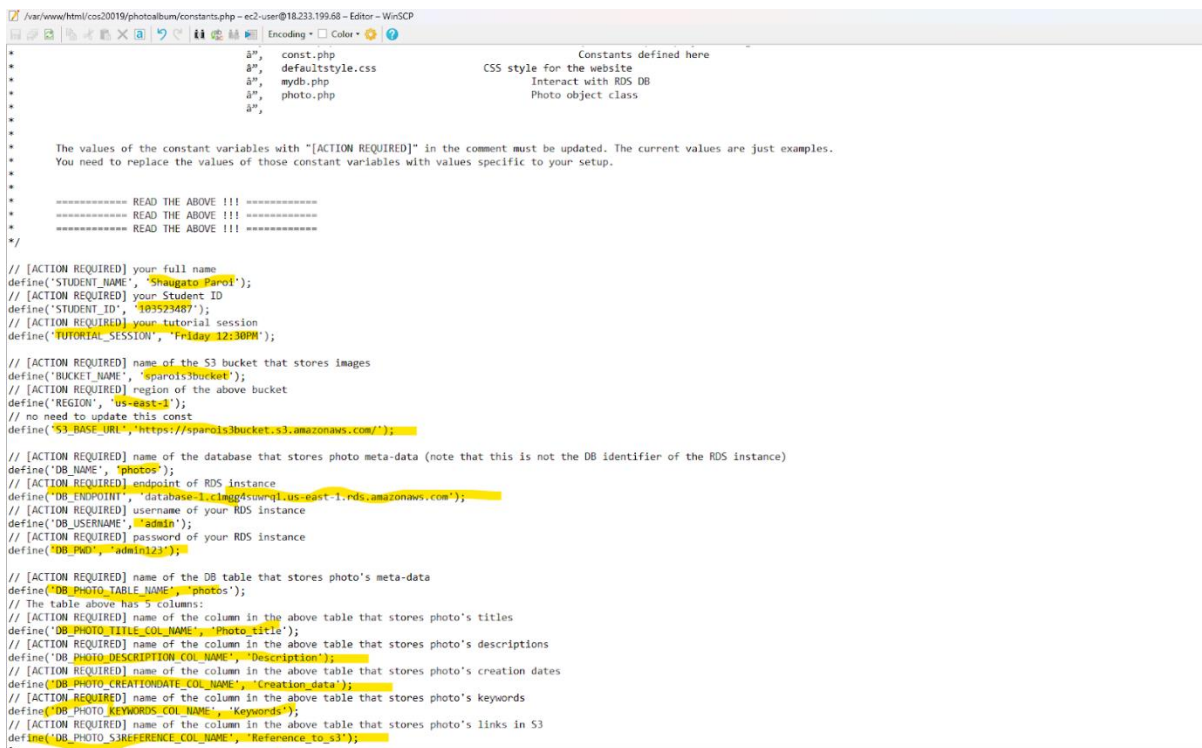 /var/www/html/cos20019/photoalbum/constants.php – ec2-user@18.233.199.68 – Editor – WinSCP
Encoding Color
* â”‚ const.php Constants defined here
* â”‚ defaultstyle.css CSS style for the website
* â”‚ mydb.php Interact with RDS DB
* â”‚ photo.php Photo object class
* â”‚
*
*
* The values of the constant variables with "[ACTION REQUIRED]" in the comment must be updated. The current values are just examples.
* You need to replace the values of those constant variables with values specific to your setup.
*
*
* ============ READ THE ABOVE !!! ============
* ============ READ THE ABOVE !!! ============
* ============ READ THE ABOVE !!! ============
*/
// [ACTION REQUIRED] your full name
define('STUDENT_NAME', 'Shaugato Paroi');
// [ACTION REQUIRED] your Student ID
define('STUDENT_ID', '103523487');
// [ACTION REQUIRED] your tutorial session
define('TUTORIAL_SESSION', 'Friday 12:30PM');
// [ACTION REQUIRED] name of the S3 bucket that stores images
define('BUCKET_NAME', 'sparois3bucket');
// [ACTION REQUIRED] region of the above bucket
define('REGION', 'us-east-1');
// no need to update this const
define('S3_BASE_URL','https://sparois3bucket.s3.amazonaws.com/');
// [ACTION REQUIRED] name of the database that stores photo meta-data (note that this is not the DB identifier of the RDS instance)
define('DB_NAME', 'photos');
// [ACTION REQUIRED] endpoint of RDS instance
define('DB_ENDPOINT', 'database-1.c1mgg4suwrql.us-east-1.rds.amazonaws.com');
// [ACTION REQUIRED] username of your RDS instance
define('DB_USERNAME', 'admin');
// [ACTION REQUIRED] password of your RDS instance
define('DB_PWD', 'admin123');
// [ACTION REQUIRED] name of the DB table that stores photo's meta-data
define('DB_PHOTO_TABLE_NAME', 'photos');
// The table above has 5 columns:
// [ACTION REQUIRED] name of the column in the above table that stores photo's titles
define('DB_PHOTO_TITLE_COL_NAME', 'Photo_title');
// [ACTION REQUIRED] name of the column in the above table that stores photo's descriptions
define('DB_PHOTO_DESCRIPTION_COL_NAME', 'Description');
// [ACTION REQUIRED] name of the column in the above table that stores photo's creation dates
define('DB_PHOTO_CREATIONDATE_COL_NAME', 'Creation_data');
// [ACTION REQUIRED] name of the column in the above table that stores photo's keywords
define('DB_PHOTO_KEYWORDS_COL_NAME', 'Keywords');
// [ACTION REQUIRED] name of the column in the above table that stores photo's links in S3
define('DB_PHOTO_S3REFERENCE_COL_NAME', 'Reference_to_s3');